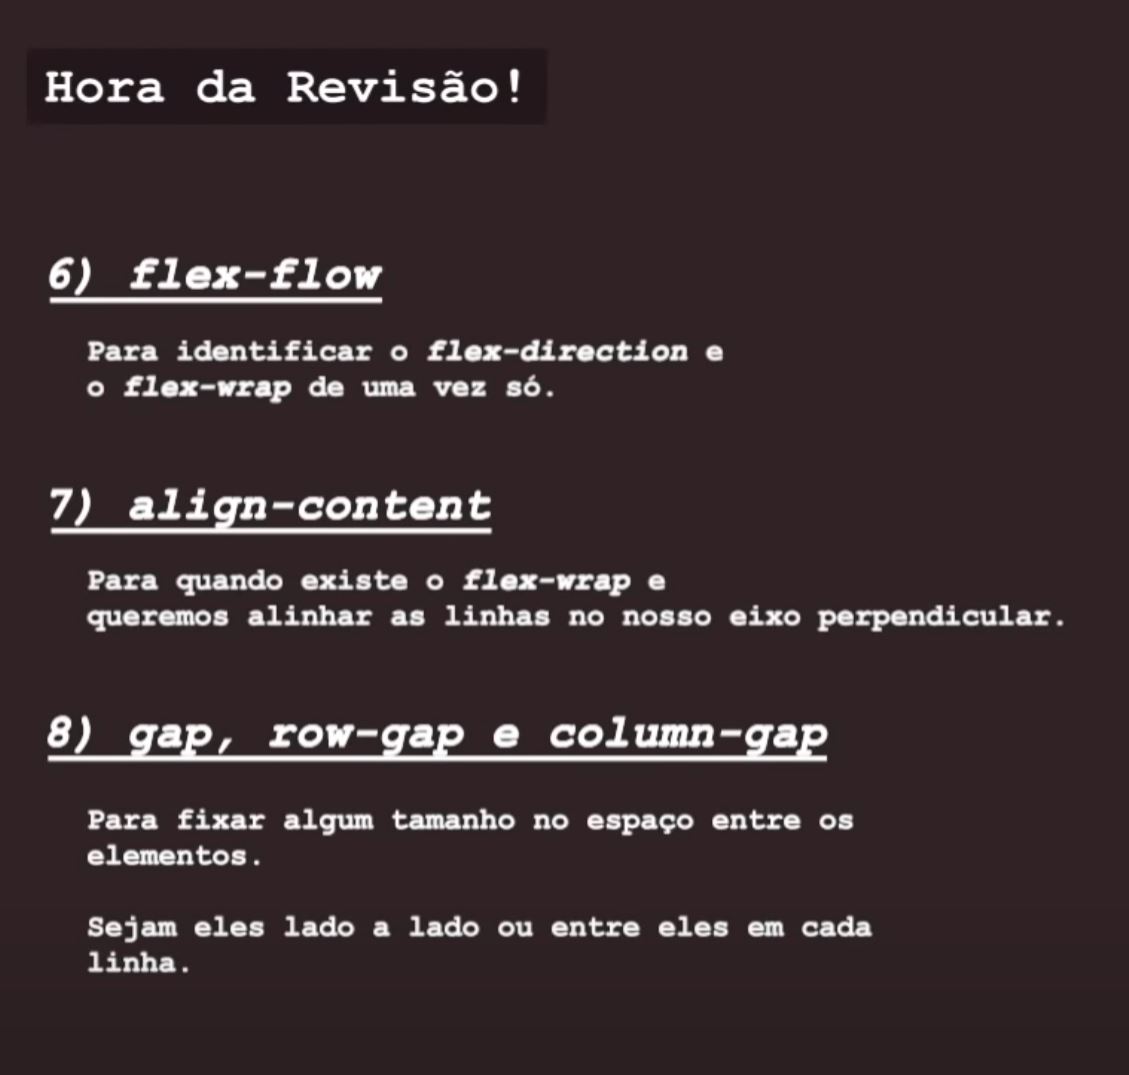 Hora da Revisão!
6) flex-flow
Para identificar o flex-direction e
o flex-wrap de uma vez só.
7) align-content
Para quando existe o flex-wrap e
queremos alinhar as linhas no nosso eixo perpendicular.
8) gap, row-gap e column-gap
Para fixar algum tamanho no espaço entre os
elementos.
Sejam eles lado a lado ou entre eles em cada
linha.